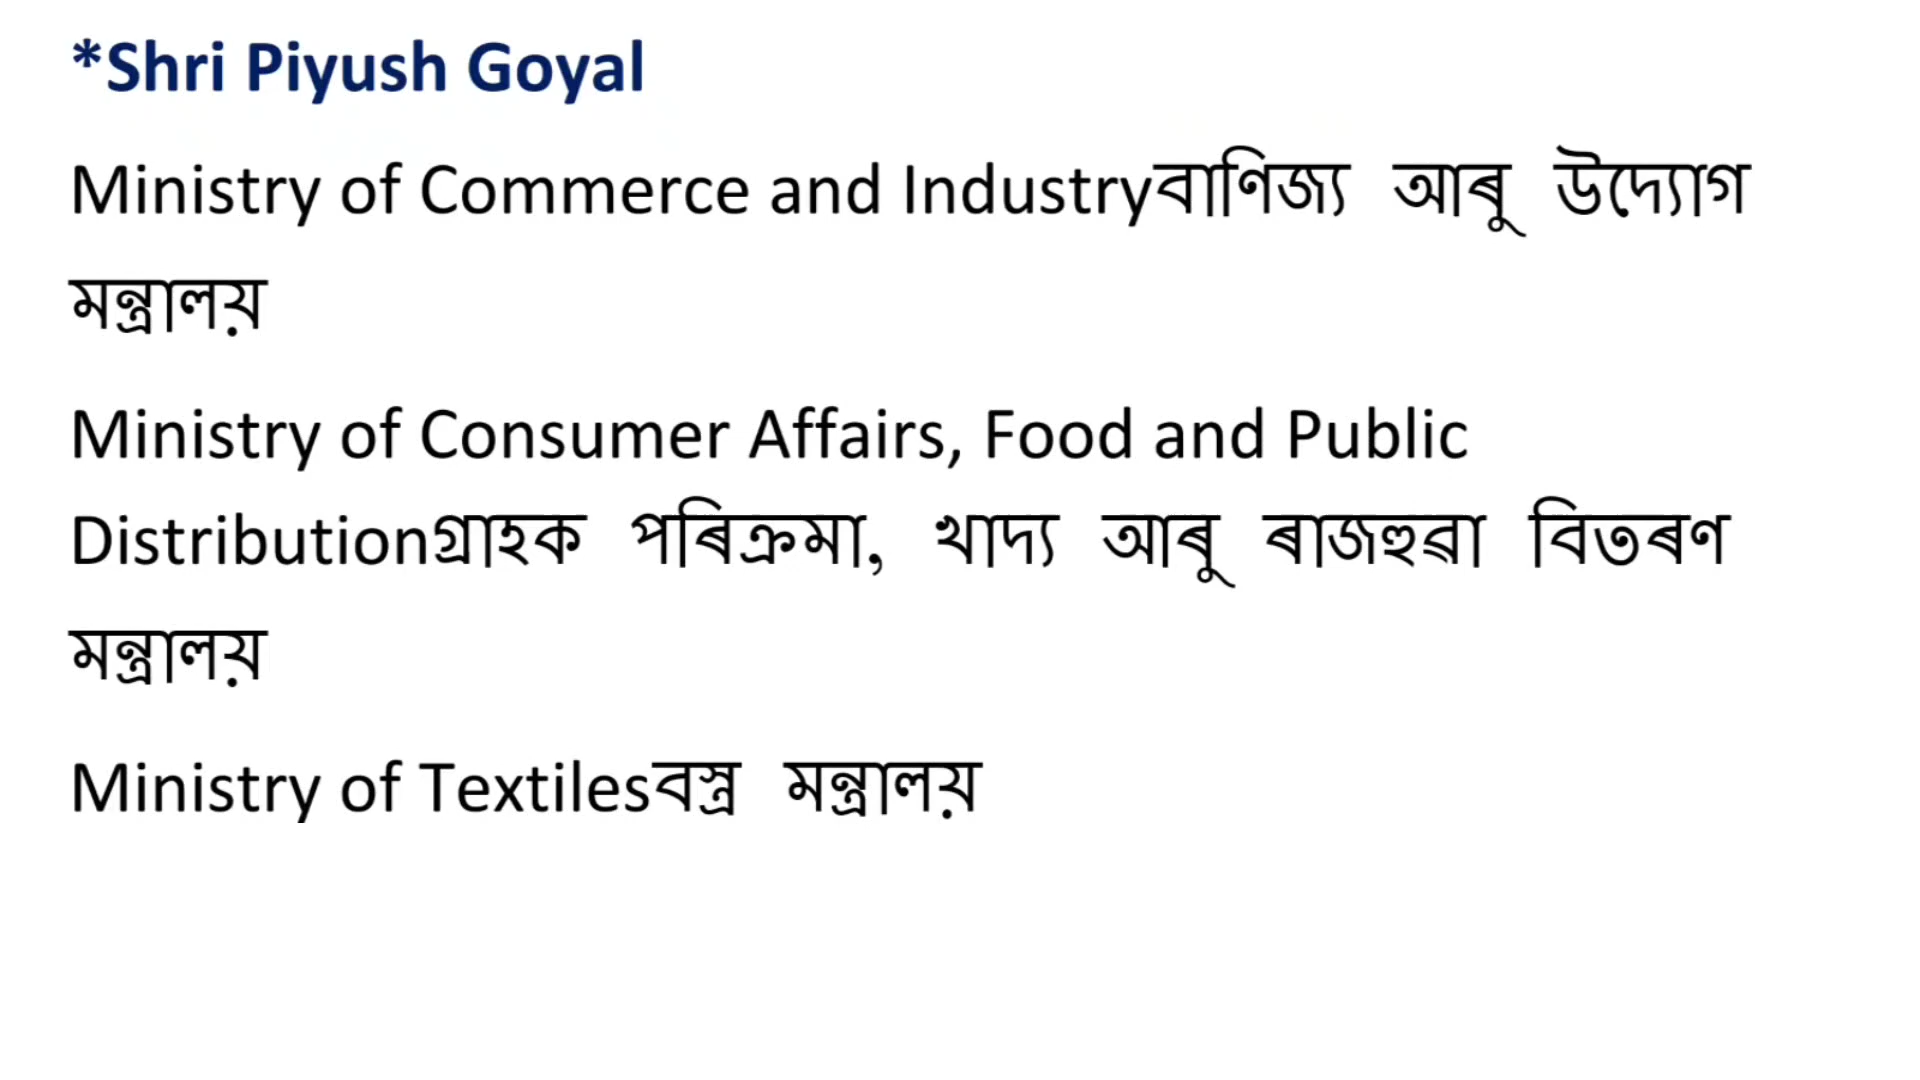 *Shri Piyush Goyal
Ministry of Commerce and Industryবাণিজ্য আৰু উদ্যোগ
মন্ত্ৰালয়
Ministry of Consumer Affairs, Food and Public
Distributionগ্ৰাহক পৰিক্ৰমা, খাদ্য আৰু ৰাজহুৱা বিতৰণ
মন্ত্ৰালয়
Ministry of Textilesবস্ত্ৰ মন্ত্ৰালয়